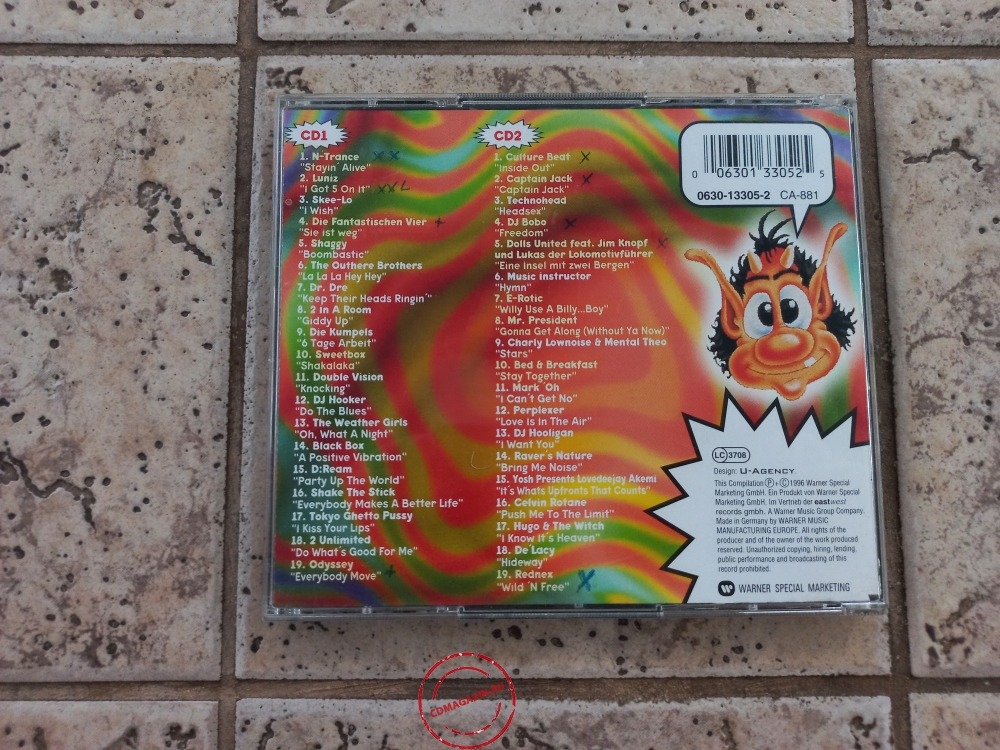 CD1
1. N-Trance
"Stayin´ Alive"
2. Luniz
"I Got 5 On It"
3. Skee-Lo
"I Wish"
4. Die Fantastischen Vier
"Sie ist weg"
5. Shaggy
"Boombastic"
6. The Outhere Brothers
"La La La Hey Hey"
7. Dr. Dre
"Keep Their Heads Ringin´"
8. 2 In A Room
"Giddy Up"
9. Die Kumpels
"6 Tage Arbeit"
10. Sweetbox
"Shakalaka"
11. Double Vision
"Knocking"
12. DJ Hooker
"Do The Blues"
13. The Weather Girls
"Oh, What A Night"
14. Black Box
"A Positive Vibration"
15. D:Ream
"Party Up The World"
16. Shake The Stick
"Everybody Makes A Better Life"
17. Tokyo Ghetto Pussy
"I Kiss Your Lips"
18. 2 Unlimited
"Do What´s Good For Me"
19. Odyssey
"Everybody Move"
CD2
1. Culture Beat
"Inside Out"
2. Captain Jack
"Captain Jack"
3. Technohead
"Headsex"
4. DJ Bobo
"Freedom"
5. Dolls United feat. Jim Knopf
und Lukas der Lokomotivführer
"Eine Insel mit zwei Bergen"
6. Music Instructor
"Hymn"
7. E-Rotic
"Willy Use A Billy...Boy"
8. Mr. President
"Gonna Get Along (Without Ya Now)"
9. Charly Lownoise & Mental Theo
"Stars"
10. Bed & Breakfast
"Stay Together"
11. Mark ´Oh
"I Can´t Get No"
12. Perplexer
"Love Is In The Air"
13. DJ Hooligan
"I Want You"
14. Raver´s Nature
"Bring Me Noise"
15. Yosh Presents Lovedeejay Akemi
"It´s Whats Upfronts That Counts"
16. Celvin Rotane
"Push Me To The Limit"
17. Hugo & The Witch
"I Know It´s Heaven"
18. De´Lacy
"Hideway"
19. Rednex
"Wild ´N Free"
0 06301 33052 5
0630-13305-2 CA-881
LC 3706
Design: U-AGENCY
This Compilation Ⓟ+Ⓒ1996 Warner Special
Marketing GmbH. Ein Produkt von Warner Special
Marketing GmbH. Im Vertrieb der eastwest
records gmbh. A Warner Music Group Company.
Made in Germany by WARNER MUSIC
MANUFACTURING EUROPE. All rights of the
producer and of the owner of the work produced
reserved. Unauthorized copying, hiring, lending,
public performance and broadcasting of this
record prohibited.
WARNER SPECIAL MARKETING